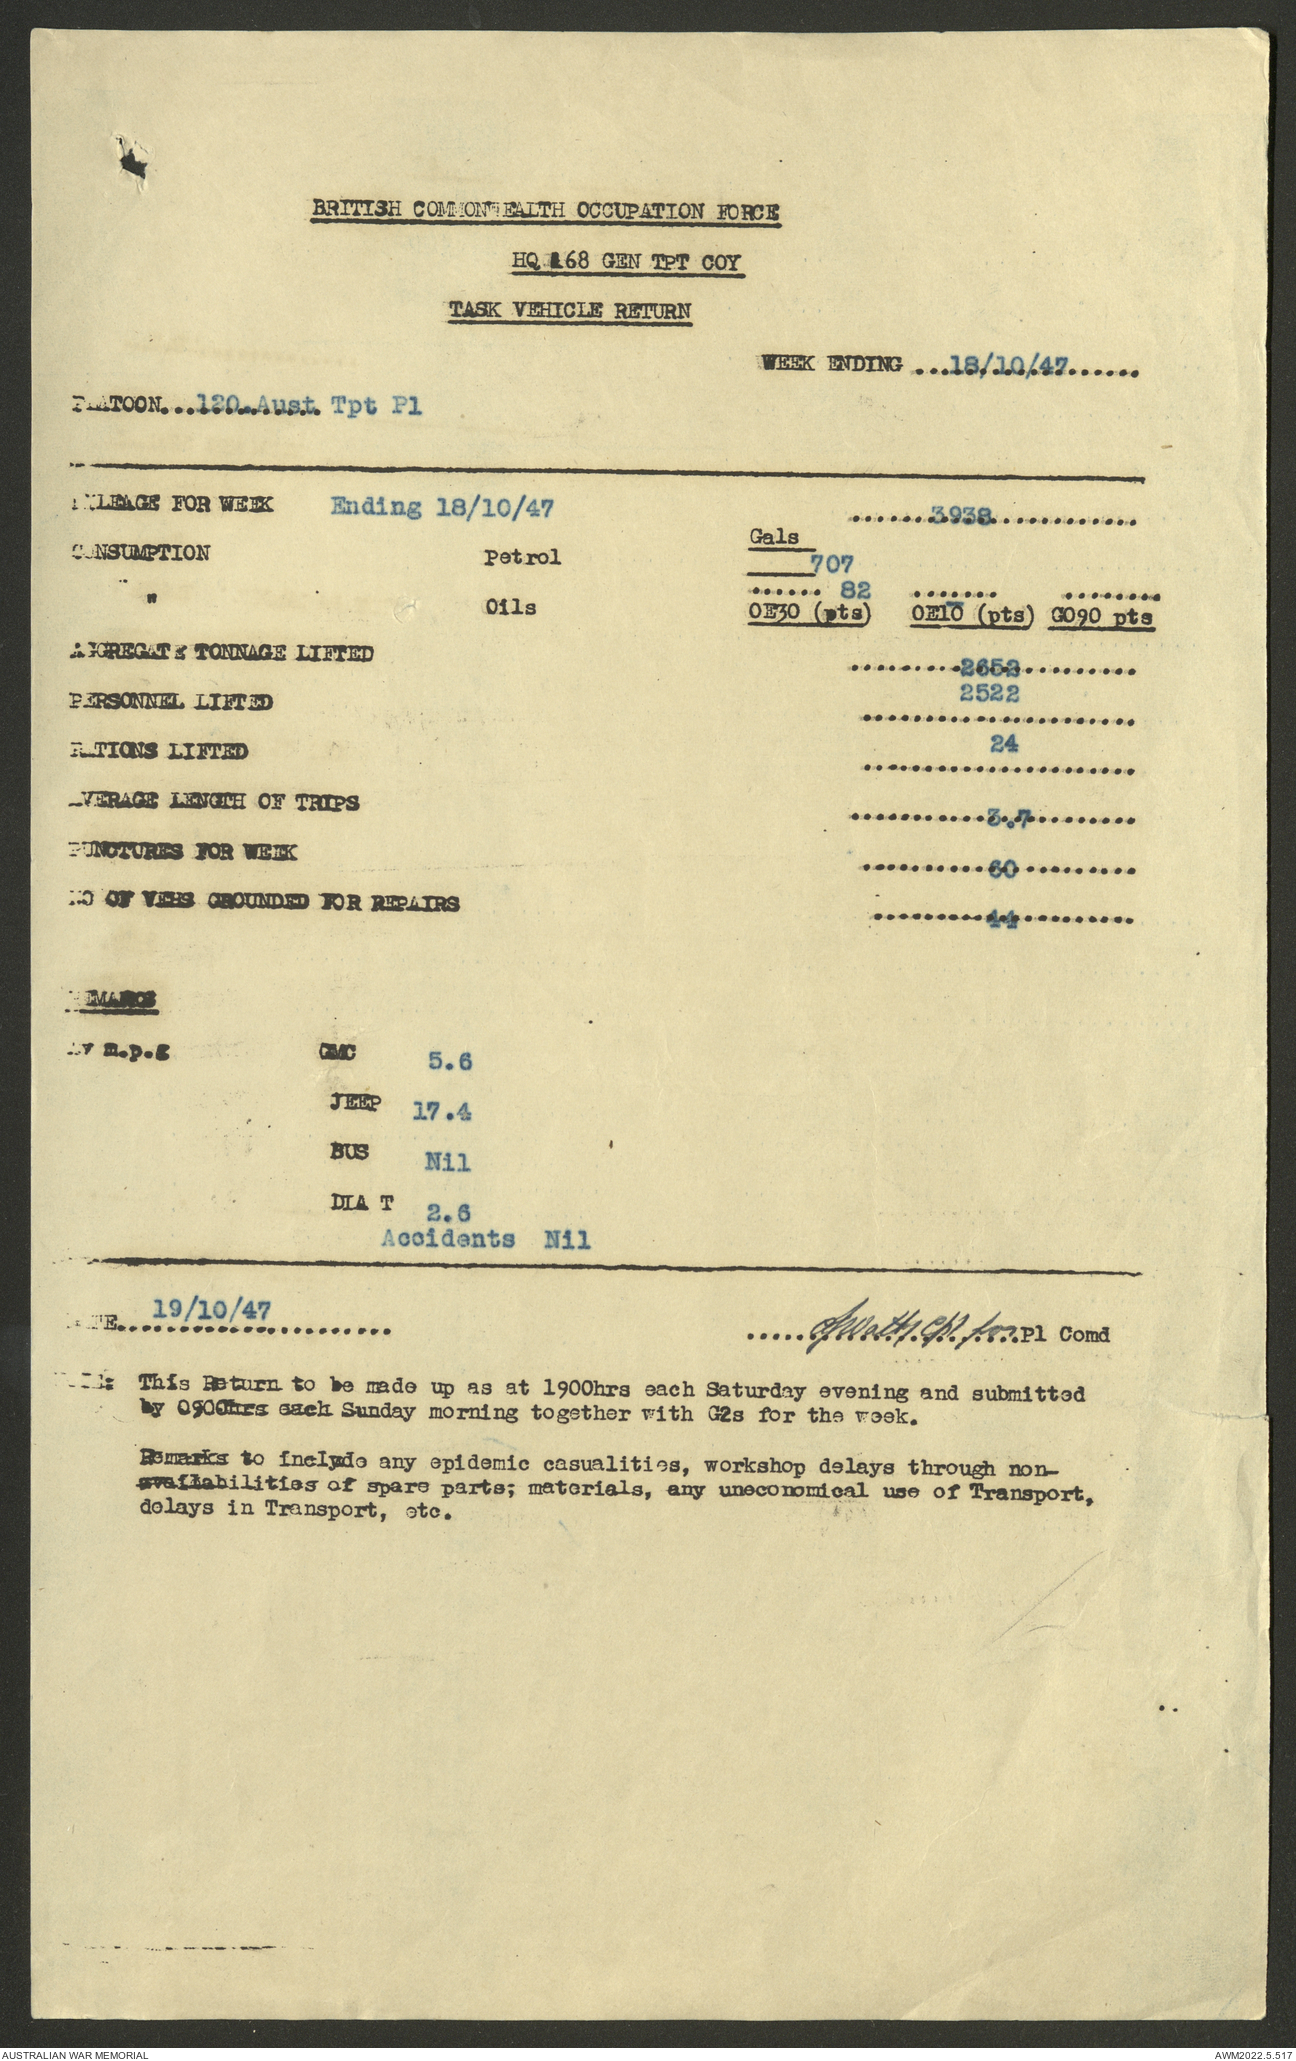 BRITISH COMMONWEALTH OCCUPATION FORCE
HQ 168 GEN TPT COY
TASK VEHICLE RETURN
WEEK ENDING ...18/10/47......
PLATOON...120 Aust Tpt Pl
MILEAGE FOR WEEK Ending 18/10/47 .......3938............
Gals
CONSUMPTION Petrol 707
" Oils ...... 82 ....... ........
OE30 (pts) OE10 (pts) GO90 pts
AGGREGATE TONNAGE LIFTED .........2652.........
PERSONNEL LIFTED 2522
RATIONS LIFTED 24
AVERAGE LENGTH OF TRIPS ...........3.7.........
PUNCTURES FOR WEEK ..........60.........
NO OF VEHS GROUNDED FOR REPAIRS .........44.........
REMARKS
Av m.p.g GMC 5.6
JEEP 17.4
BUS Nil
DIA T 2.6
Accidents Nil
DATE 19/10/47
Pl Comd
NOTE: This Return to be made up as at 1900hrs each Saturday evening and submitted
by 0900hrs each Sunday morning together with G2s for the week.
Remarks to include any epidemic casualities, workshop delays through non-
availabilities of spare parts; materials, any uneconomical use of Transport,
delays in Transport, etc.
AUSTRALIAN WAR MEMORIAL
AWM2022.5.517